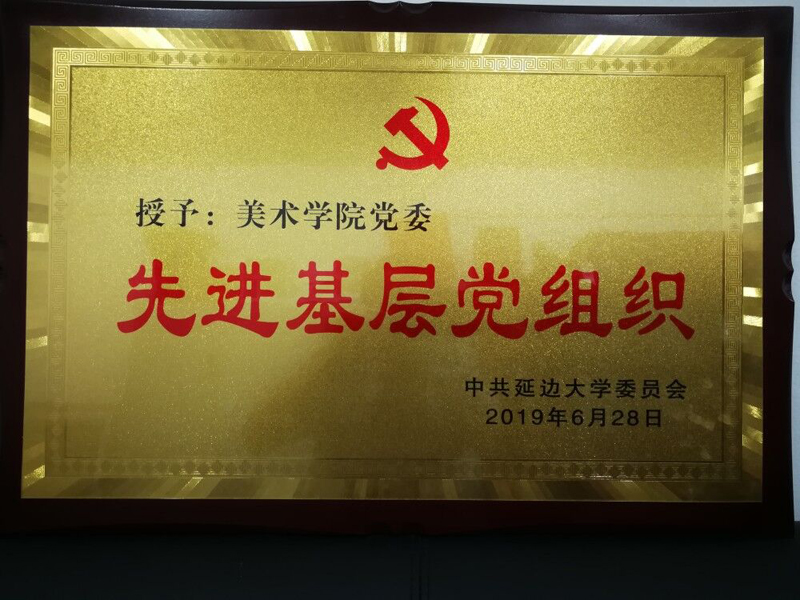 授予：美术学院党委
先进基层党组织
中共延边大学委员会
2019年6月28日